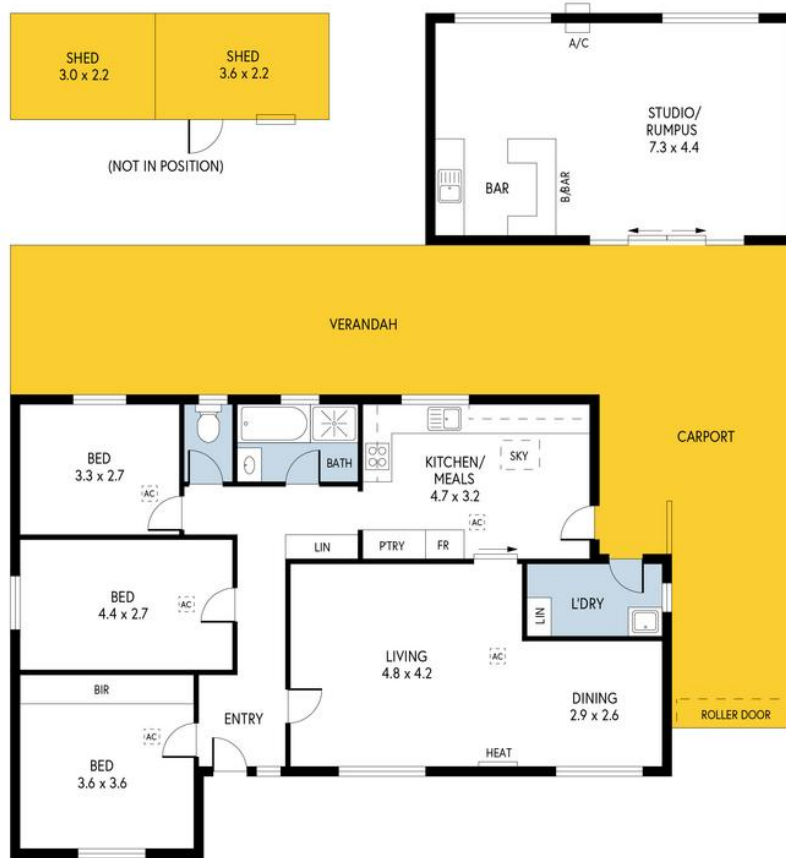 SHED
3.0 x 2.2
SHED
3.6 x 2.2
(NOT IN POSITION)
A/C
STUDIO/
RUMPUS
7.3 x 4.4
BAR
B/BAR
VERANDAH
CARPORT
BED
3.3 x 2.7
AC
BATH
KITCHEN/
MEALS
4.7 x 3.2
SKY
AC
LIN
P'TRY
FR
BED
4.4 x 2.7
AC
LIN
L'DRY
LIVING
4.8 x 4.2
AC
DINING
2.9 x 2.6
HEAT
ROLLER DOOR
ENTRY
BIR
AC
BED
3.6 x 3.6